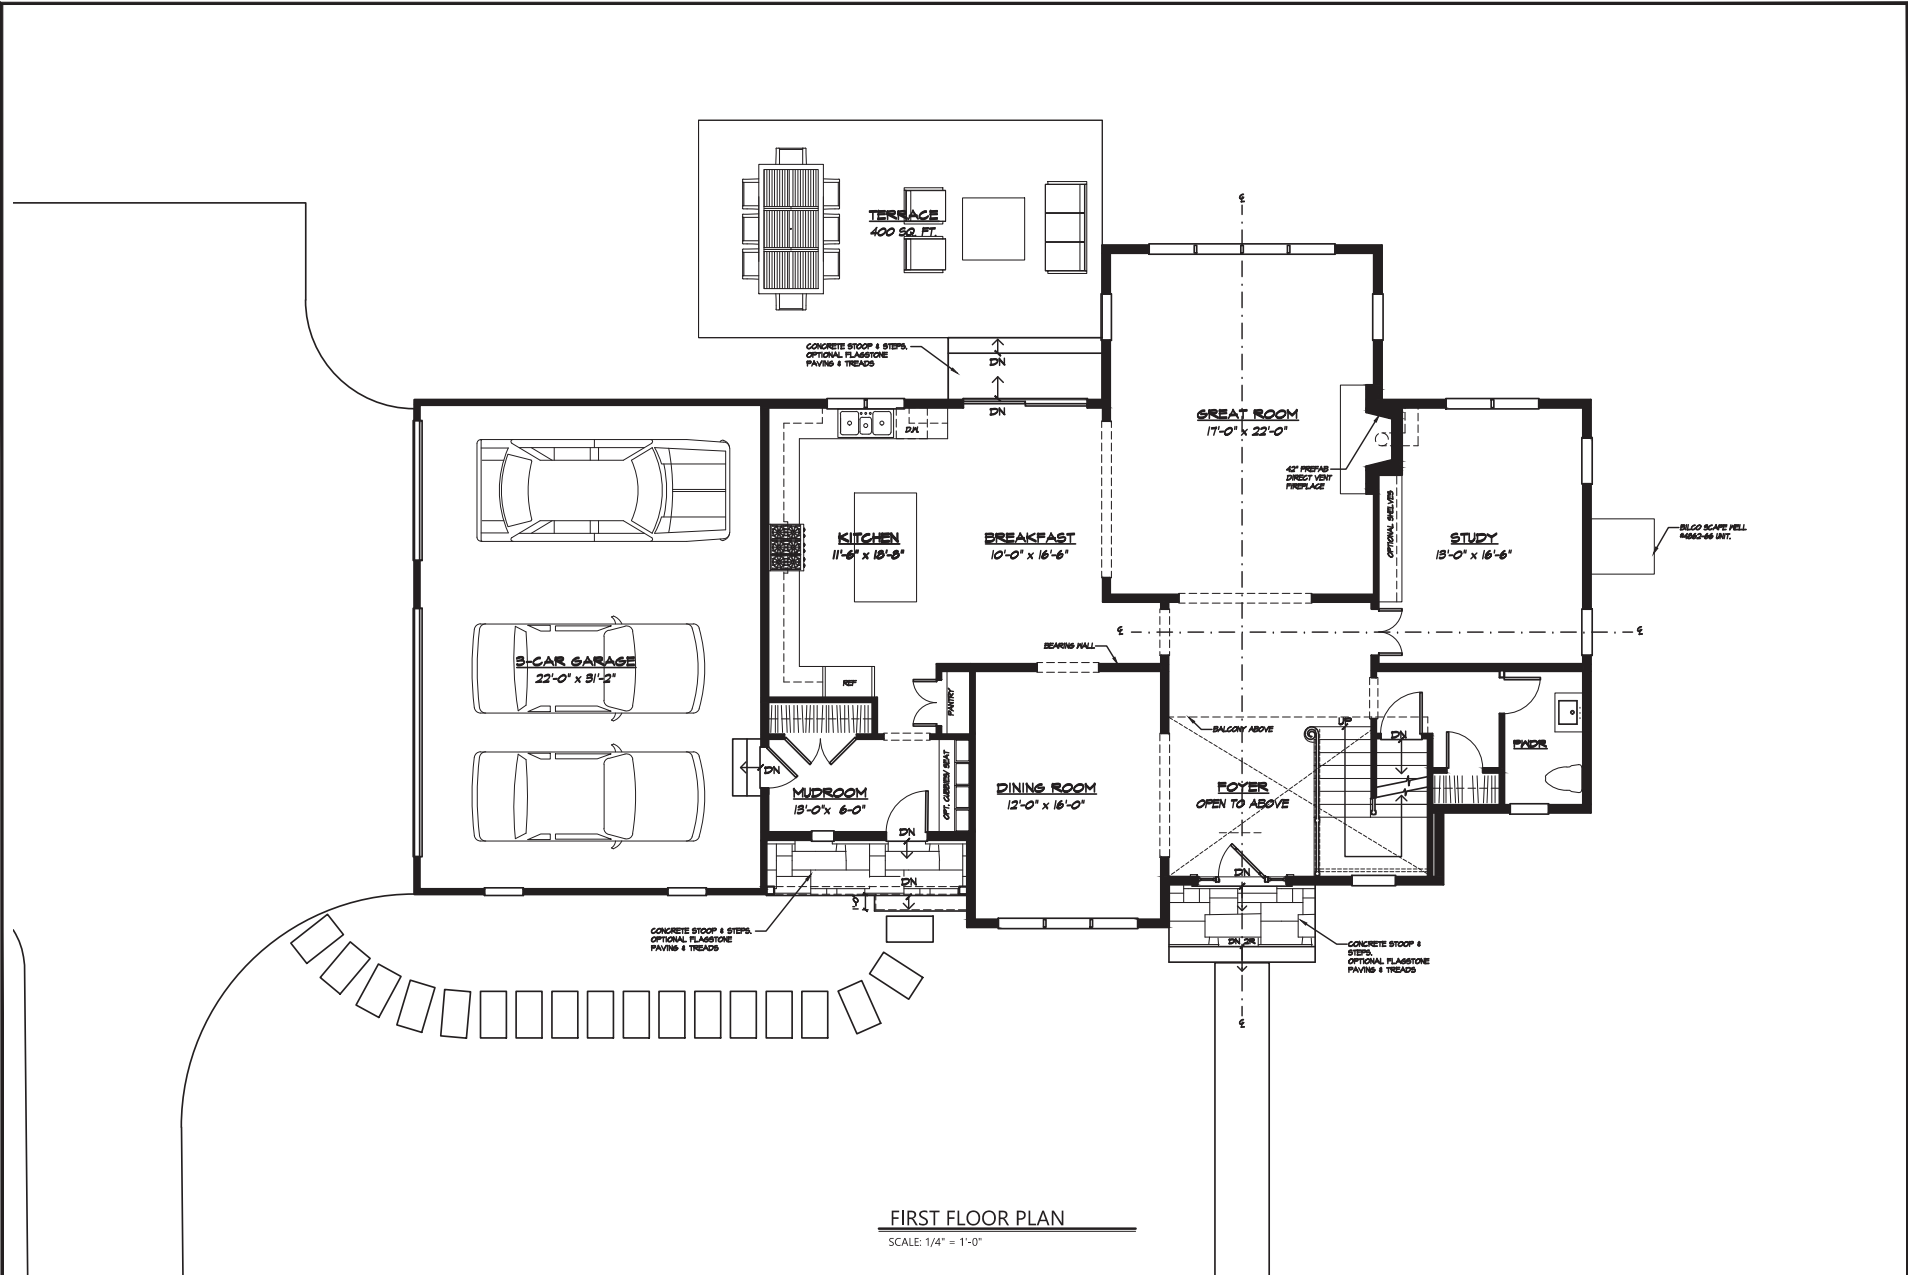 ℄
TERRACE
400 SQ. FT.
CONCRETE STOOP & STEPS,
OPTIONAL FLAGSTONE
PAVING & TREADS
DN
DN
D.W.
GREAT ROOM
17'-0" x 22'-0"
42" PREFAB
DIRECT VENT
FIREPLACE
OPTIONAL SHELVES
KITCHEN
11'-6" x 18'-8"
BREAKFAST
10'-0" x 16'-6"
STUDY
13'-0" x 16'-6"
BILCO SCAPE WELL
UNIT.
℄
℄
BEARING WALL
3-CAR GARAGE
22'-0" x 31'-2"
REF
PANTRY
BALCONY ABOVE
UP
DN
PWDR
DN
MUDROOM
13'-0"x 6'-0"
OPT. CUBBIES/ SEAT
DINING ROOM
12'-0" x 16'-0"
FOYER
OPEN TO ABOVE
DN
DN
DN
CONCRETE STOOP & STEPS,
OPTIONAL FLAGSTONE
PAVING & TREADS
DN 2R
CONCRETE STOOP &
STEPS,
OPTIONAL FLAGSTONE
PAVING & TREADS
℄
FIRST FLOOR PLAN
SCALE: 1/4" = 1'-0"